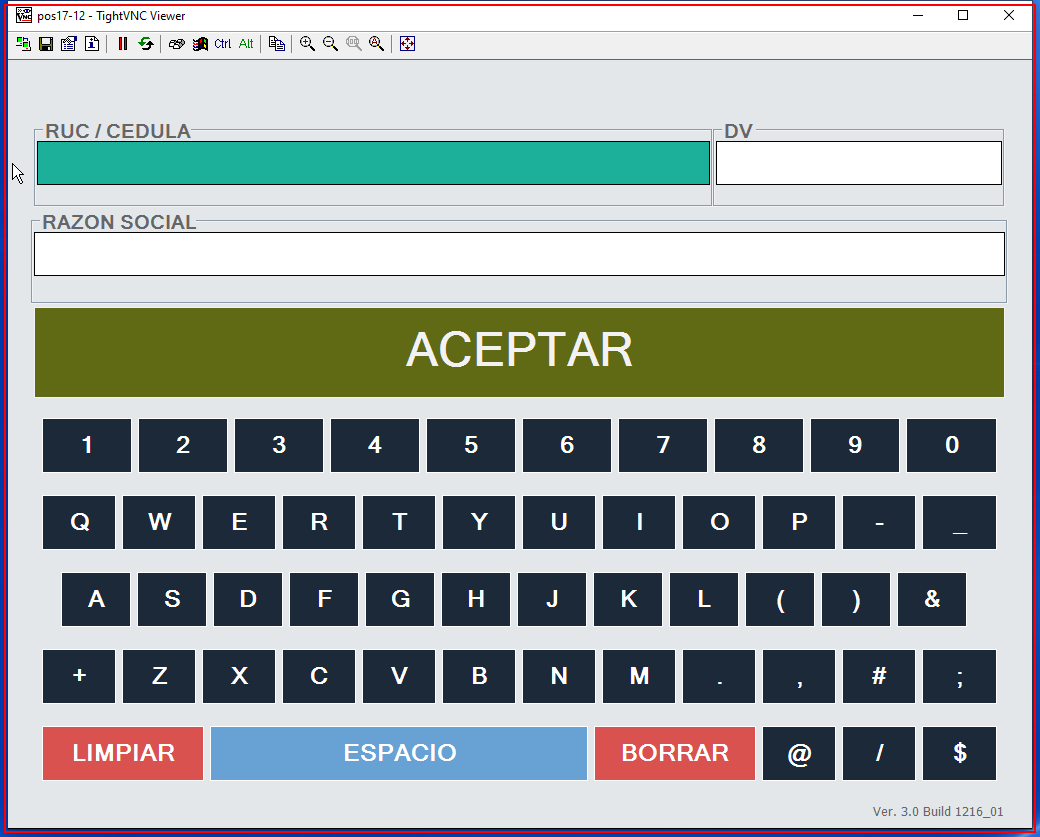 pos17-12 - TightVNC Viewer
Ctrl Alt
RUC / CEDULA DV
RAZON SOCIAL
ACEPTAR
1 2 3 4 5 6 7 8 9 0
Q W E R T Y U I O P - _
A S D F G H J K L ( ) &
+ Z X C V B N M . , # ;
LIMPIAR ESPACIO BORRAR @ / $
Ver. 3.0 Build 1216_01